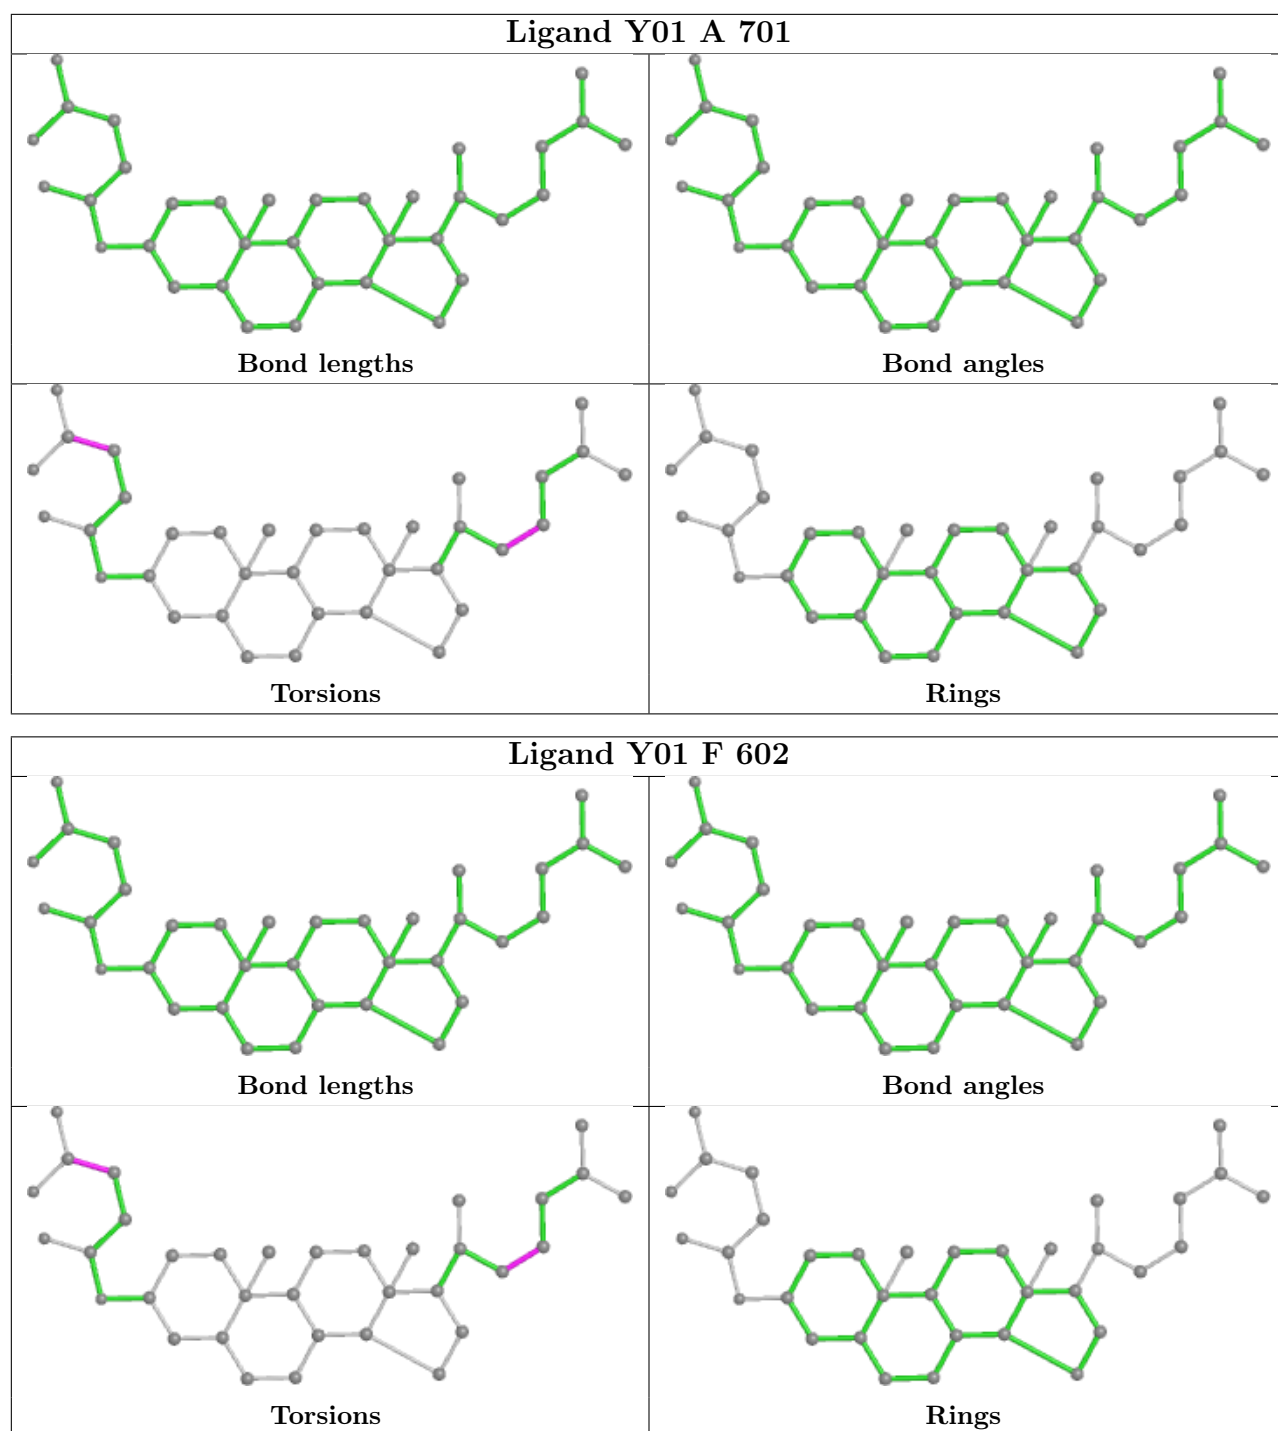 Ligand Y01 A 701
Bond lengths
Bond angles
Torsions
Rings
Ligand Y01 F 602
Bond lengths
Bond angles
Torsions
Rings